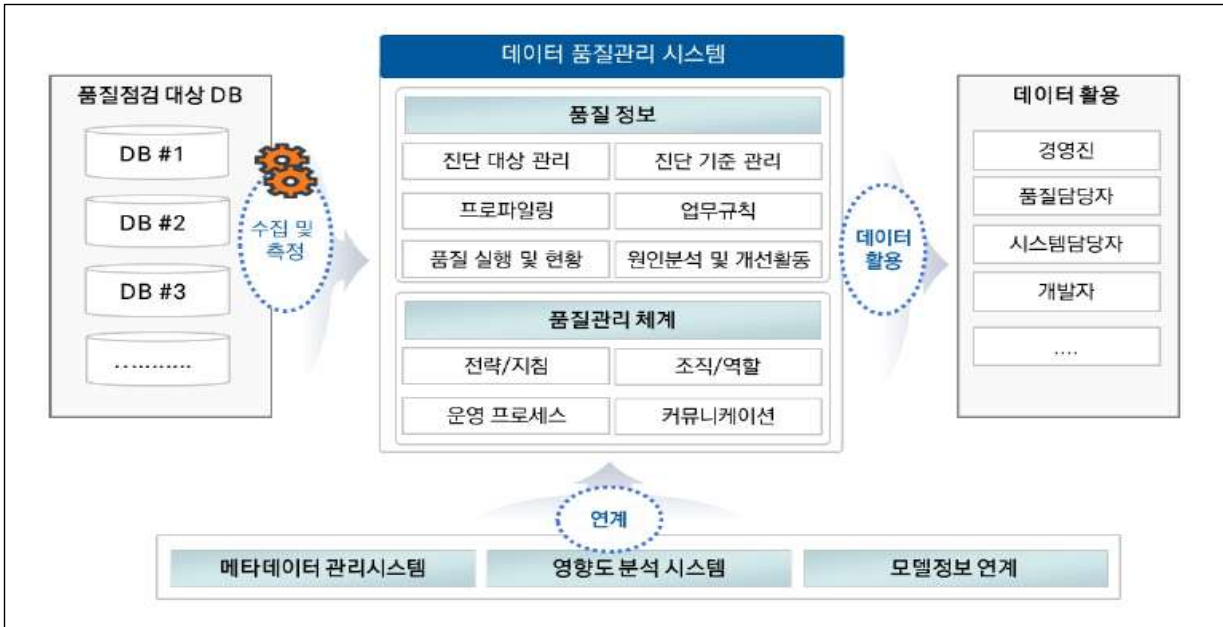 데이터 품질관리 시스템
품질점검 대상 DB
DB #1
DB #2
DB #3
...........
수집 및
측정
품질 정보
진단 대상 관리
진단 기준 관리
프로파일링
업무규칙
품질 실행 및 현황
원인분석 및 개선활동
품질관리 체계
전략/지침
조직/역할
운영 프로세스
커뮤니케이션
데이터
활용
데이터 활용
경영진
품질담당자
시스템담당자
개발자
....
연계
메타데이터 관리시스템
영향도 분석 시스템
모델정보 연계